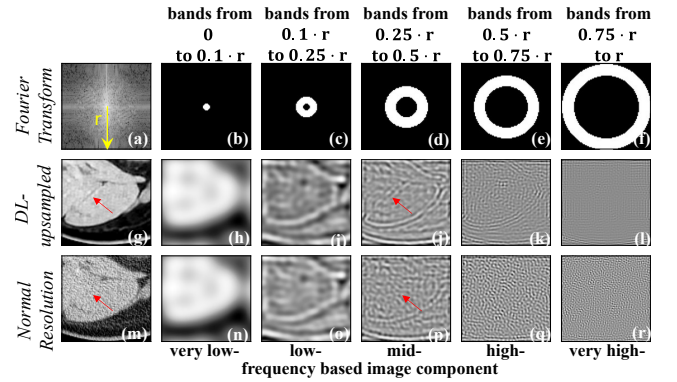 bands from bands from bands from bands from bands from
0 0.1 · r 0.25 · r 0.5 · r 0.75 · r
to 0.1 · r to 0.25 · r to 0.5 · r to 0.75 · r to r
Fourier
Transform
r
(a) (b) (c) (d) (e) (f)
DL-
upsampled
(g) (h) (i) (j) (k) (l)
Normal
Resolution
(m) (n) (o) (p) (q) (r)
very low- low- mid- high- very high-
frequency based image component